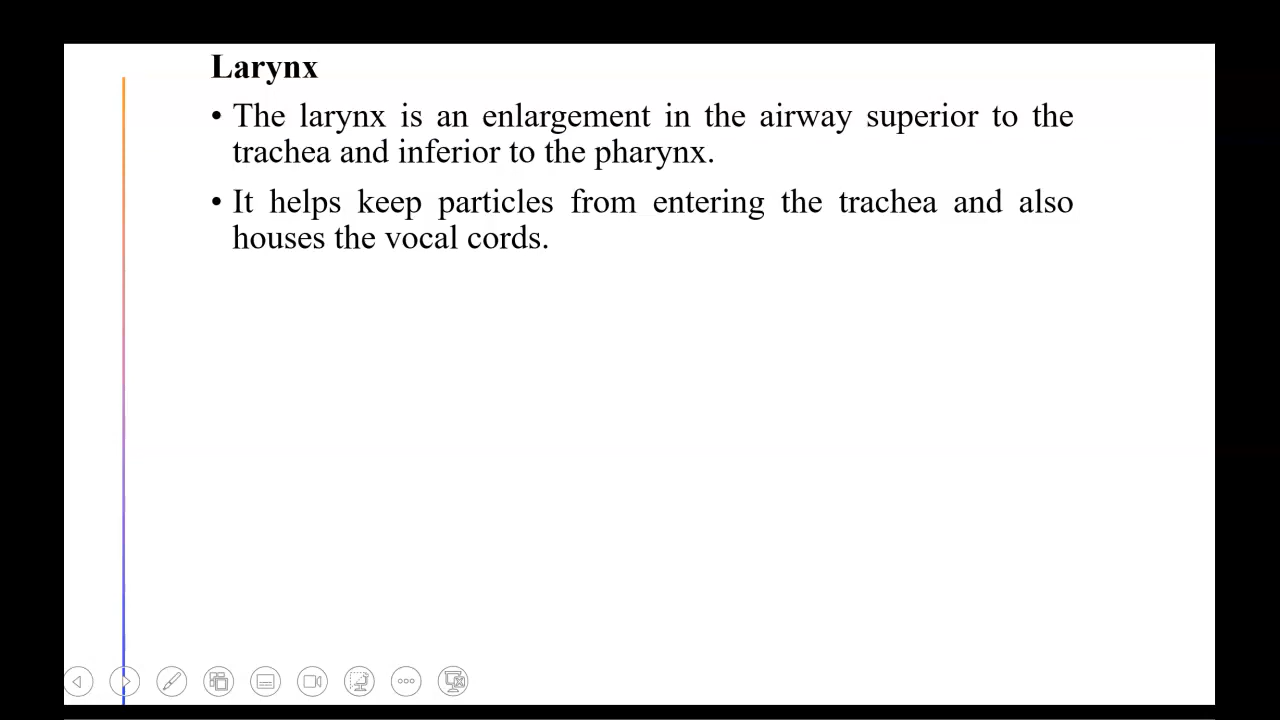 Larynx
• The larynx is an enlargement in the airway superior to the
trachea and inferior to the pharynx.
• It helps keep particles from entering the trachea and also
houses the vocal cords.